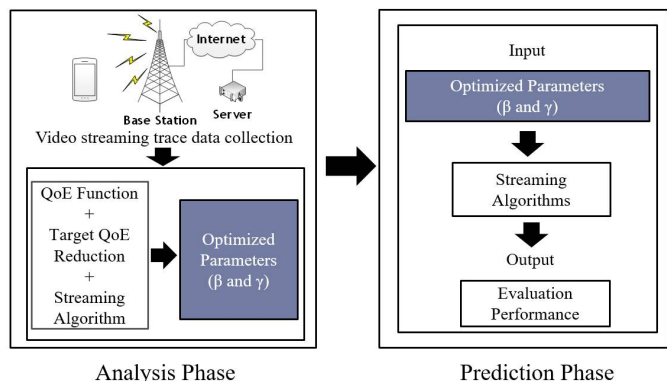 Internet
Base Station
Server
Video streaming trace data collection
QoE Function
+
Target QoE
Reduction
+
Streaming
Algorithm
Optimized
Parameters
(β and γ)
Analysis Phase
Input
Optimized Parameters
(β and γ)
Streaming
Algorithms
Output
Evaluation
Performance
Prediction Phase